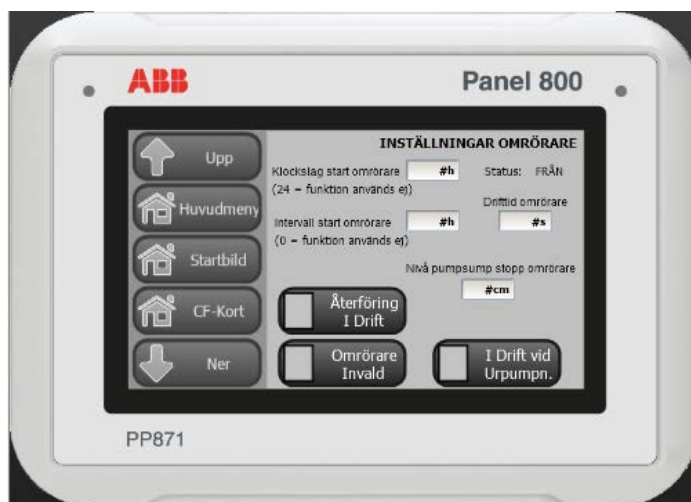 ABB
Panel 800
INSTÄLLNINGAR OMRÖRARE
Upp
Huvudmeny
Startbild
CF-Kort
Ner
Klockslag start omrörare
#h
Status: FRÅN
(24 = funktion används ej)
Drifttid omrörare
Intervall start omrörare
#h
#s
(0 = funktion används ej)
Nivå pumpsump stopp omrörare
#cm
Återföring
I Drift
Omrörare
Invald
I Drift vid
Urpumpn.
PP871